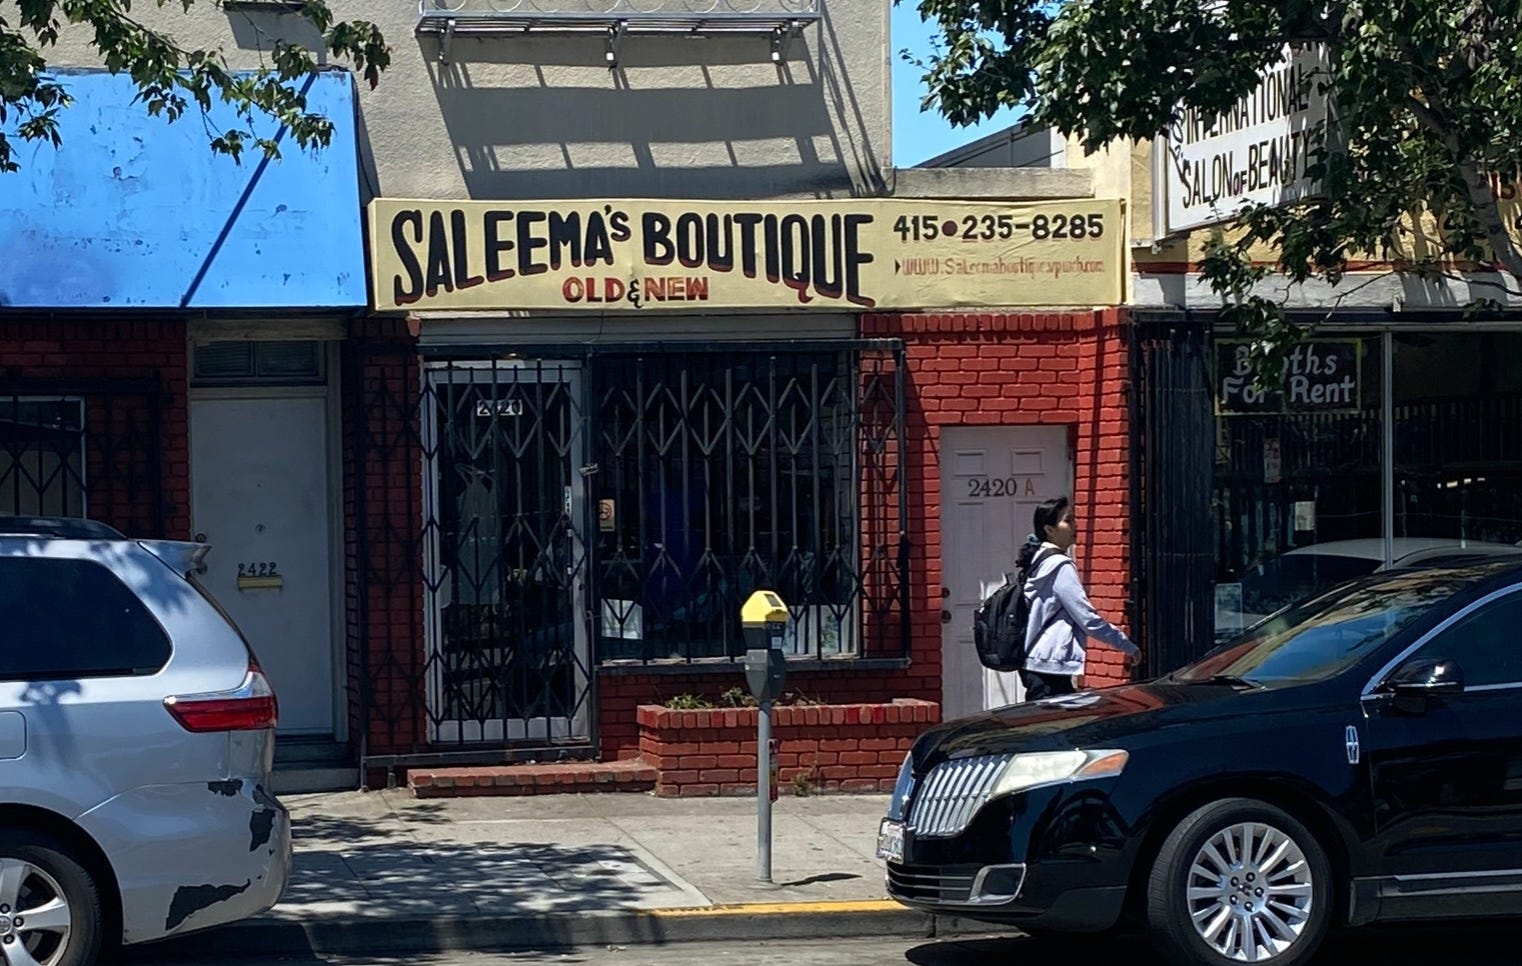 SALEEMA'S BOUTIQUE
OLD & NEW
415•235-8285
INTERNATIONAL
SALON OF BEAUTY
Booths
For Rent
2420
2420 A
2422